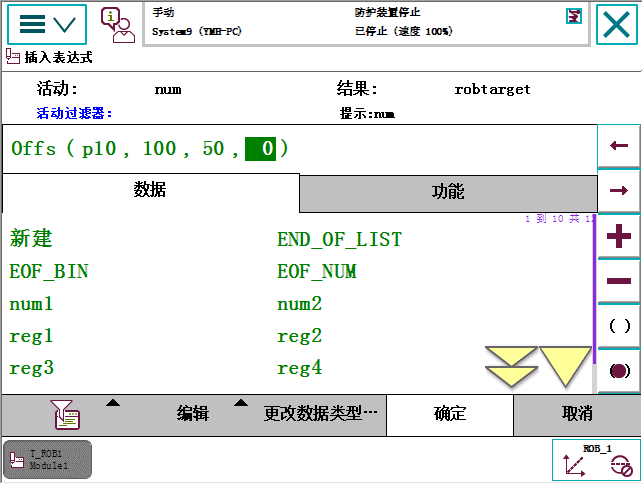 手动
防护装置停止
System9 (YMH-PC)
已停止 (速度 100%)
插入表达式
活动: num 结果: robtarget
活动过滤器: 提示:num
Offs ( p10 , 100 , 50 , 0 )
数据 功能
1 到 10 共 12
新建 END_OF_LIST
EOF_BIN EOF_NUM
num1 num2
reg1 reg2
reg3 reg4
编辑 更改数据类型… 确定 取消
T_ROB1
Module1
ROB_1